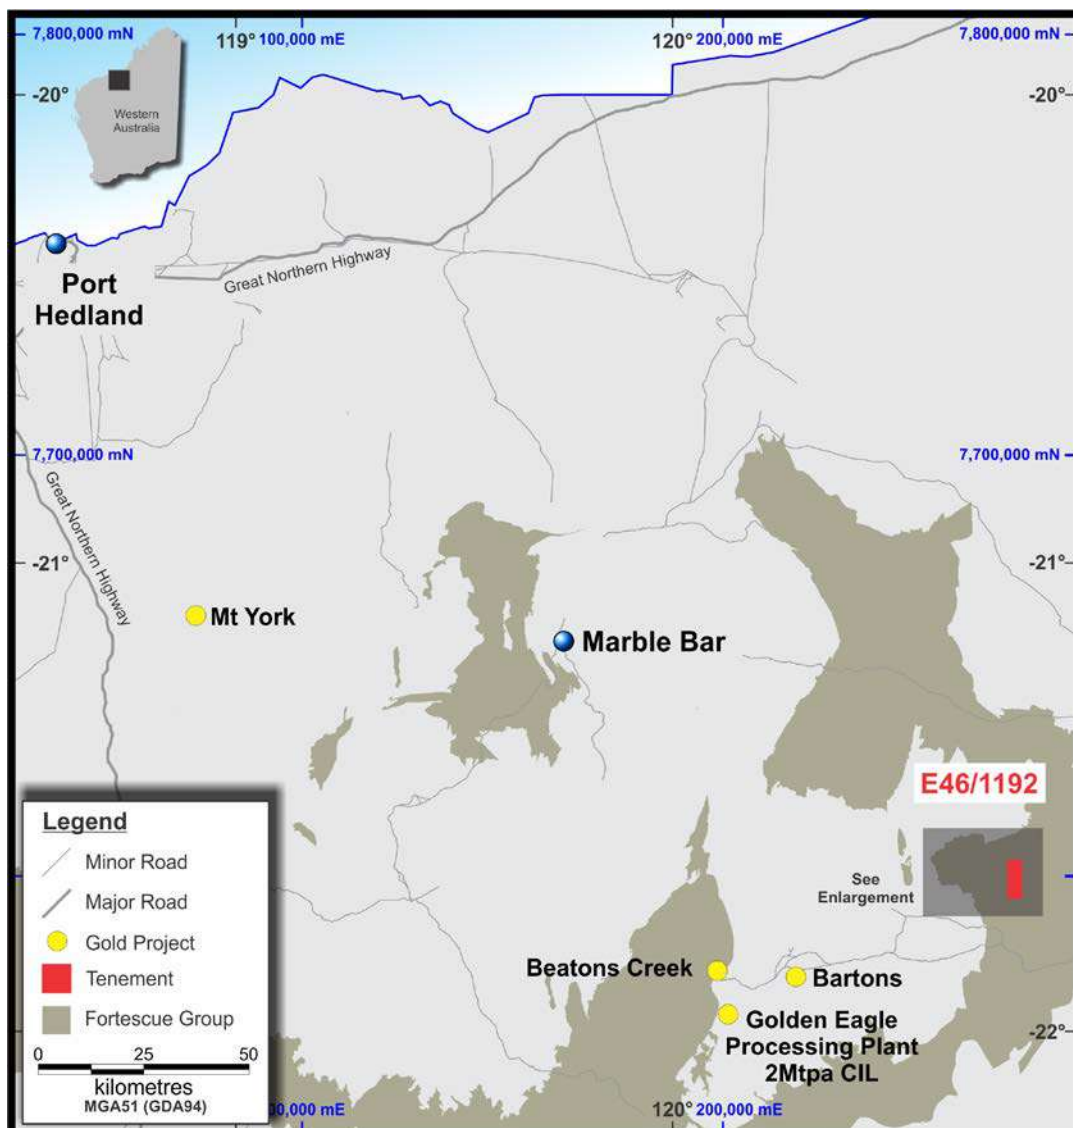 7,800,000 mN
119°
100,000 mE
120°
200,000 mE
7,800,000 mN
-20°
-20°
Western
Australia
Port
Hedland
Great Northern Highway
7,700,000 mN
7,700,000 mN
Great Northern Highway
-21°
-21°
Mt York
Marble Bar
E46/1192
See
Enlargement
Beatons Creek
Bartons
Golden Eagle
Processing Plant
2Mtpa CIL
-22°
Legend
Minor Road
Major Road
Gold Project
Tenement
Fortescue Group
0 25 50
kilometres
MGA51 (GDA94)
00,000 mE
120°
200,000 mE